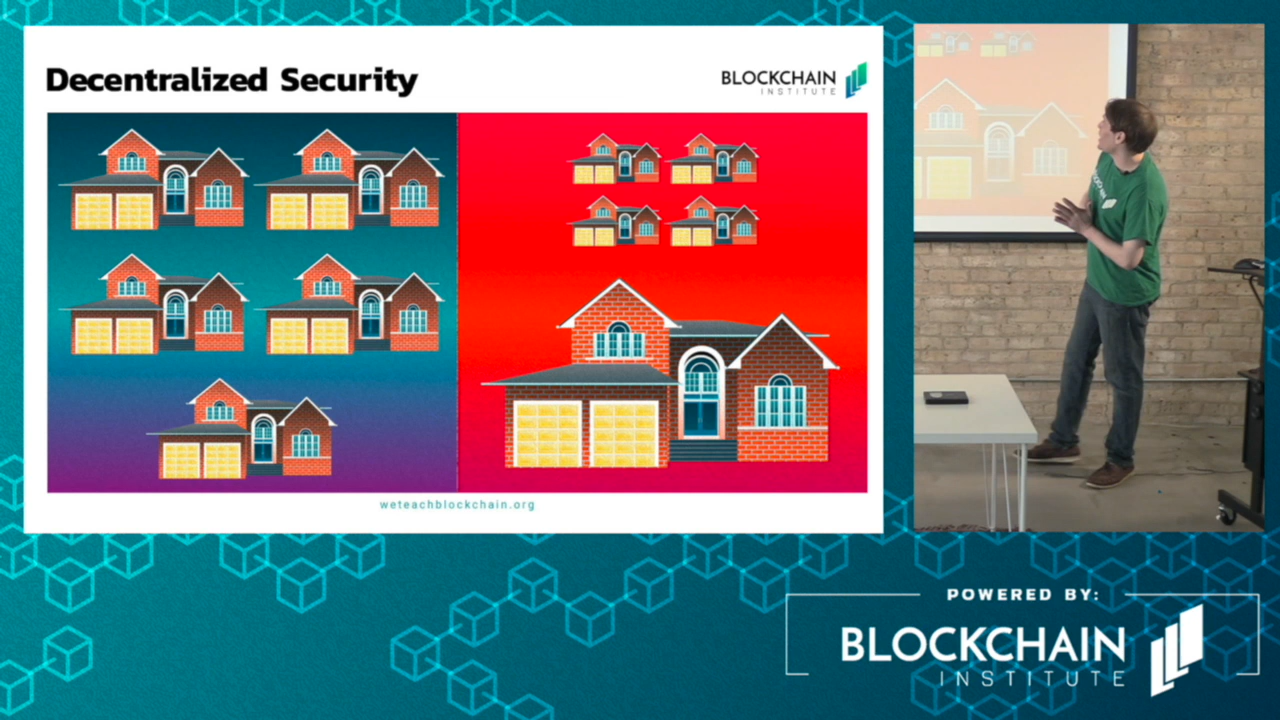 Decentralized Security
BLOCKCHAIN
INSTITUTE
weteachblockchain.org
POWERED BY:
BLOCKCHAIN
INSTITUTE